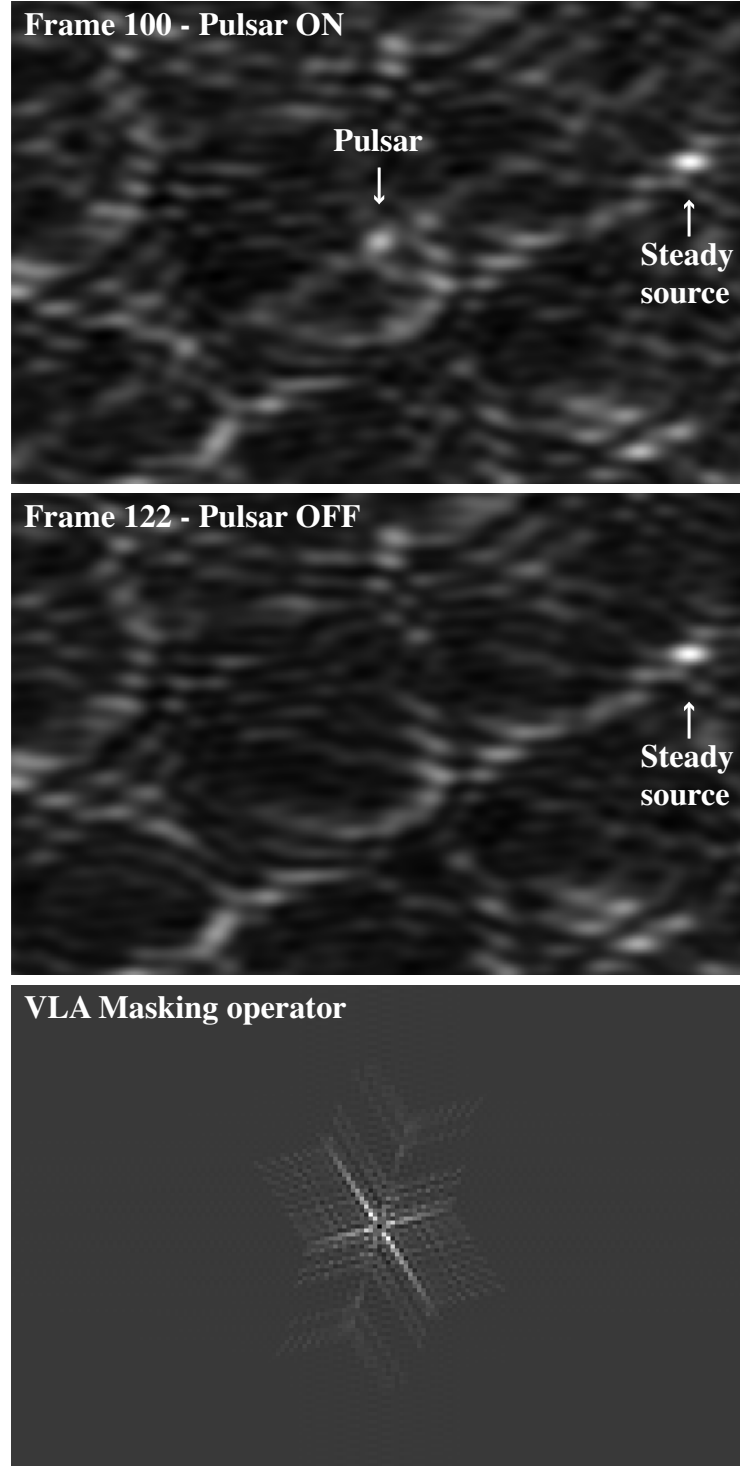 Frame 100 - Pulsar ON
Pulsar
Steady
source
Frame 122 - Pulsar OFF
Steady
source
VLA Masking operator